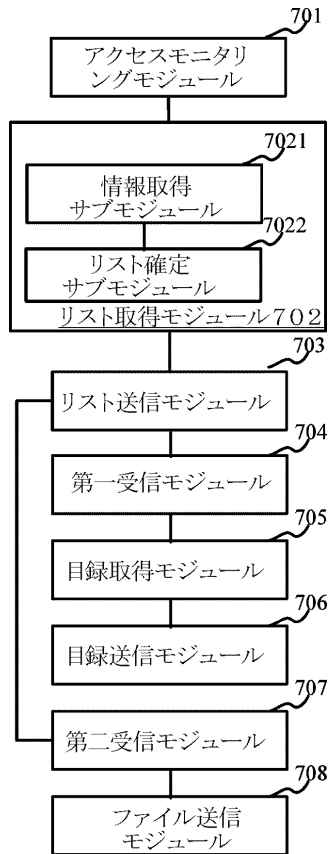 701
アクセスモニタリ
ングモジュール
7021
情報取得
サブモジュール
7022
リスト確定
サブモジュール
リスト取得モジュール702
703
リスト送信モジュール
704
第一受信モジュール
705
目録取得モジュール
706
目録送信モジュール
707
第二受信モジュール
708
ファイル送信
モジュール